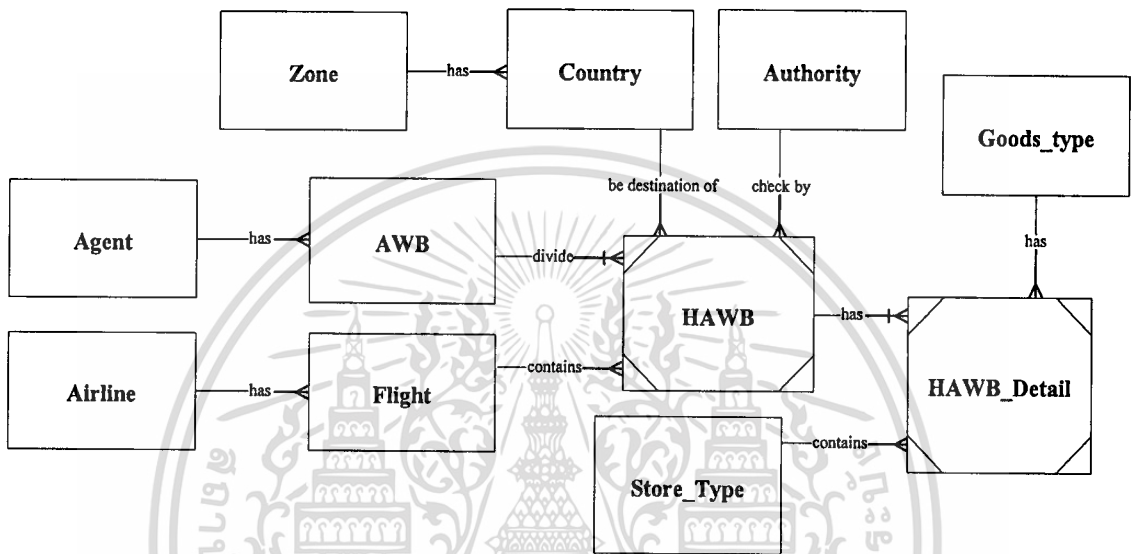 Zone
has
Country
Authority
Goods_type
be destination of
check by
Agent
has
AWB
divide
HAWB
has
has
HAWB_Detail
Airline
has
Flight
contains
Store_Type
contains